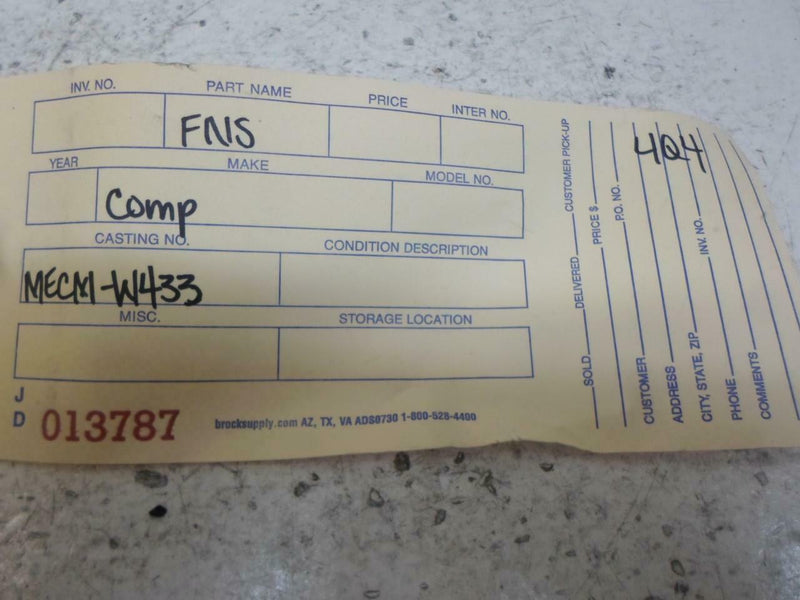 INV. NO. PART NAME PRICE INTER NO.
FNS
YEAR MAKE MODEL NO.
Comp
CASTING NO. CONDITION DESCRIPTION
MECM-W433
MISC. STORAGE LOCATION
J
D 013787 brocksupply.com AZ, TX, VA ADS0730 1-800-528-4400
SOLD DELIVERED CUSTOMER PICK-UP
PRICE $
P.O. NO.
4Q4
CUSTOMER
ADDRESS
CITY, STATE, ZIP INV. NO.
PHONE
COMMENTS